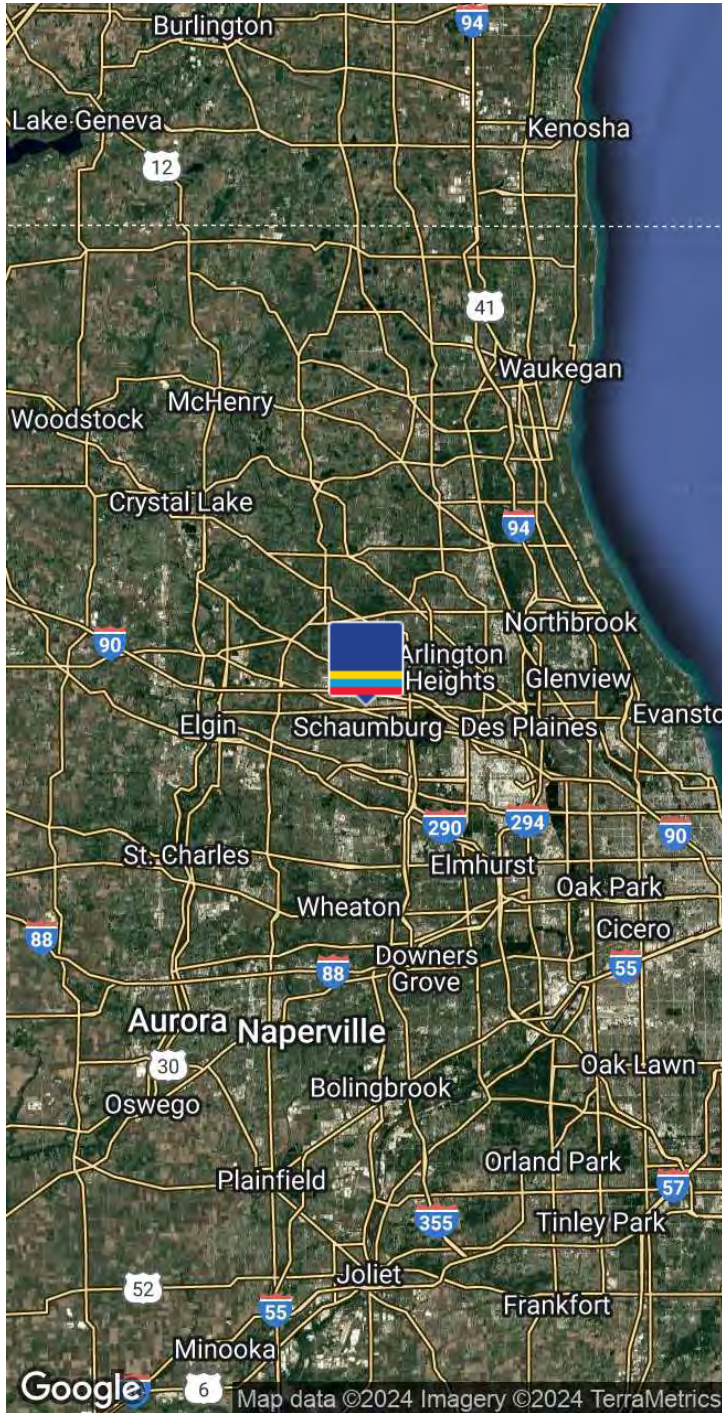 Burlington
94
Lake Geneva
Kenosha
12
41
Waukegan
McHenry
Woodstock
Crystal Lake
94
Northbrook
90
Arlington
Heights
Glenview
Evansto
Elgin
Schaumburg
Des Plaines
290
294
90
St. Charles
Elmhurst
Oak Park
Wheaton
Cicero
88
Downers
Grove
88
55
Aurora
Naperville
30
Oak Lawn
Bolingbrook
Oswego
Orland Park
Plainfield
57
355
Tinley Park
Joliet
52
55
Frankfort
Minooka
Google
6
Map data ©2024 Imagery ©2024 TerraMetrics